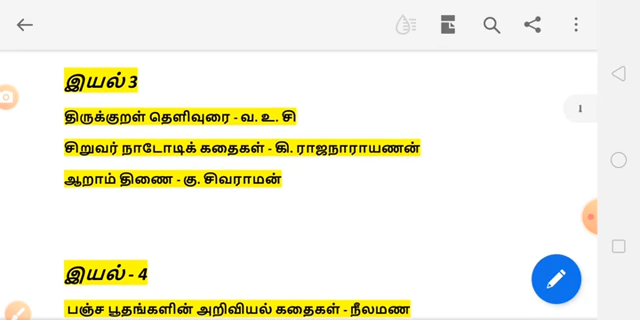 இயல் 3
திருக்குறள் தெளிவுரை - வ. உ. சி
1
சிறுவர் நாடோடிக் கதைகள் - கி. ராஜநாராயணன்
ஆறாம் திணை - கு. சிவராமன்
இயல் - 4
பஞ்ச பூதங்களின் அறிவியல் கதைகள் - நீலமண